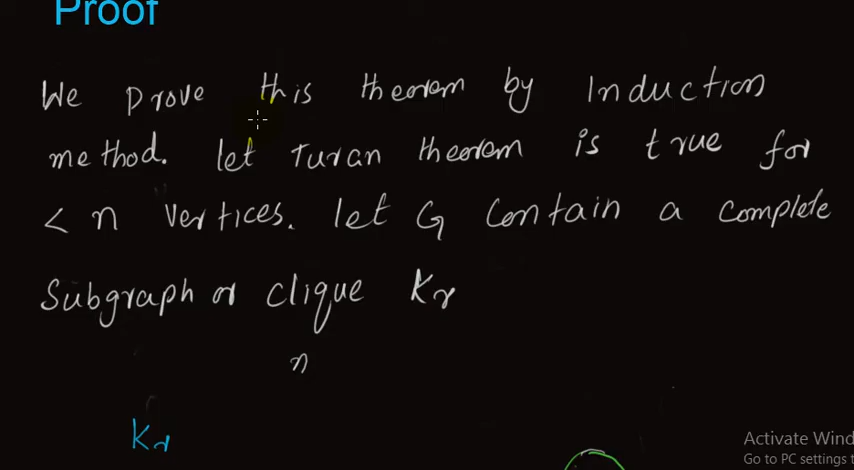 Proof
We prove this theorem by Induction
method. let Turan theorem is true for
< n vertices. let G contain a complete
Subgraph or clique Kr
n
Kr
Activate Wind
Go to PC settings t